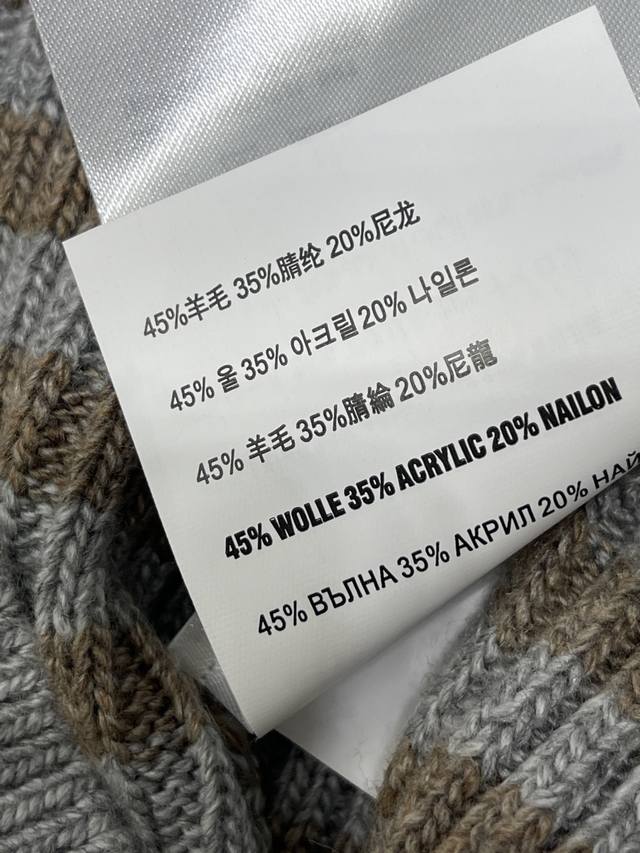 45%羊毛 35%腈纶 20%尼龙
45% 울 35% 아크릴 20% 나일론
45% 羊毛 35%腈綸 20%尼龍
45% WOLLE 35% ACRYLIC 20% NAILON
45% ВЪЛНА 35% АКРИЛ 20%